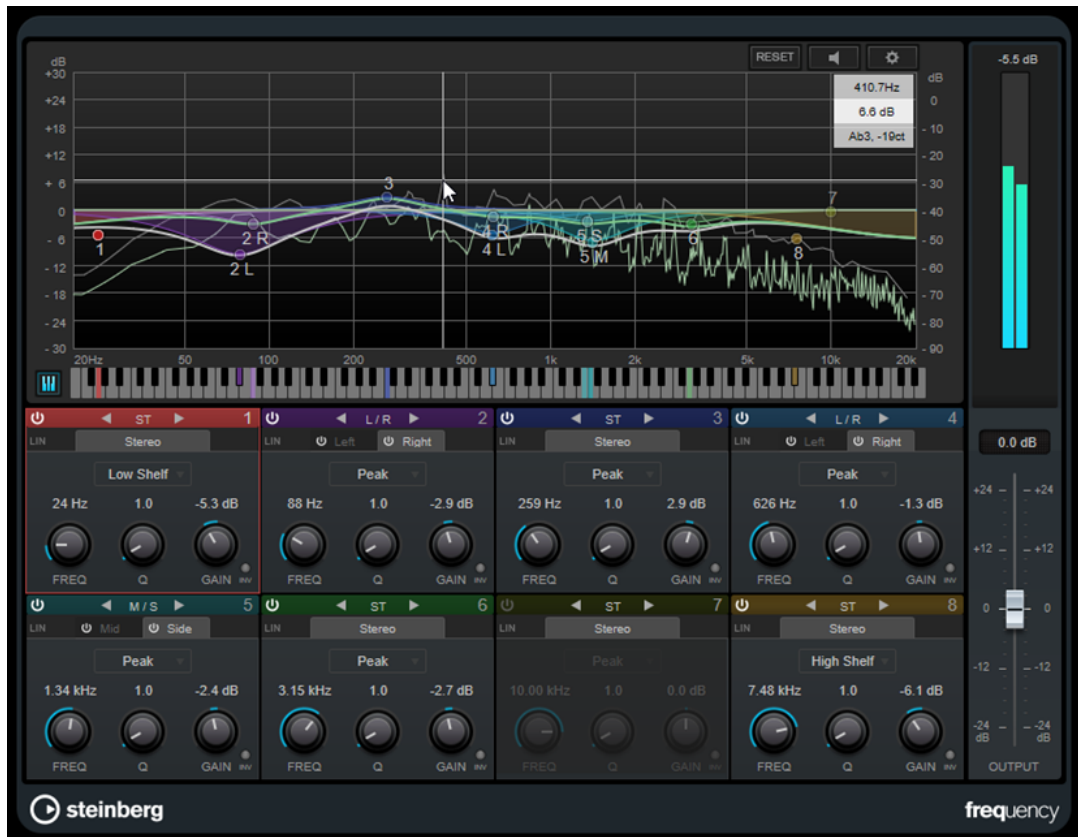 RESET
-5.5 dB
dB
+30
+24
+18
+12
+ 6
0
- 6
- 12
- 18
- 24
- 30
410.7Hz
6.6 dB
Ab3, -19ct
dB
0
- 10
- 20
- 30
- 40
- 50
- 60
- 70
- 80
- 90
1
2 R
2 L
3
4 R
4 L
5 S
5 M
6
7
8
20Hz 50 100 200 500 1k 2k 5k 10k 20k
ST 1
LIN Stereo
Low Shelf
24 Hz 1.0 -5.3 dB
FREQ Q GAIN INV
L / R 2
LIN Left Right
Peak
88 Hz 1.0 -2.9 dB
FREQ Q GAIN INV
ST 3
LIN Stereo
Peak
259 Hz 1.0 2.9 dB
FREQ Q GAIN INV
L / R 4
LIN Left Right
Peak
626 Hz 1.0 -1.3 dB
FREQ Q GAIN INV
M / S 5
LIN Mid Side
Peak
1.34 kHz 1.0 -2.4 dB
FREQ Q GAIN INV
ST 6
LIN Stereo
Peak
3.15 kHz 1.0 -2.7 dB
FREQ Q GAIN INV
ST 7
LIN Stereo
Peak
10.00 kHz 1.0 0.0 dB
FREQ Q GAIN INV
ST 8
LIN Stereo
High Shelf
7.48 kHz 1.0 -6.1 dB
FREQ Q GAIN INV
0.0 dB
+24 +24
+12 +12
0 0
-12 -12
-24 -24
dB dB
OUTPUT
steinberg
frequency